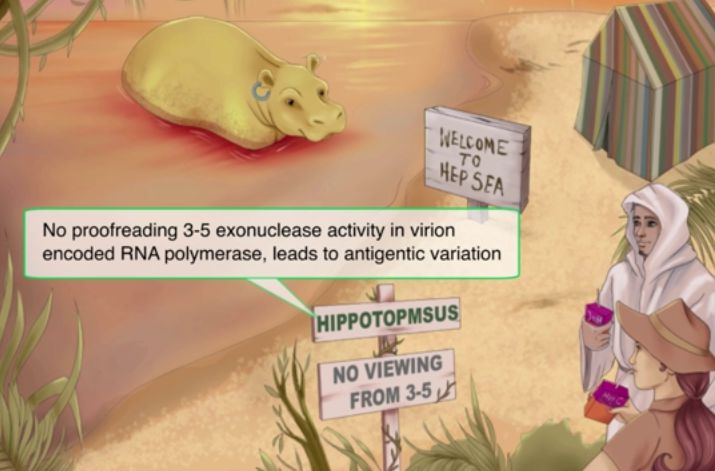 WELCOME
TO
HEP SEA
No proofreading 3-5 exonuclease activity in virion
encoded RNA polymerase, leads to antigentic variation
HIPPOTOPMSUS
NO VIEWING
FROM 3-5